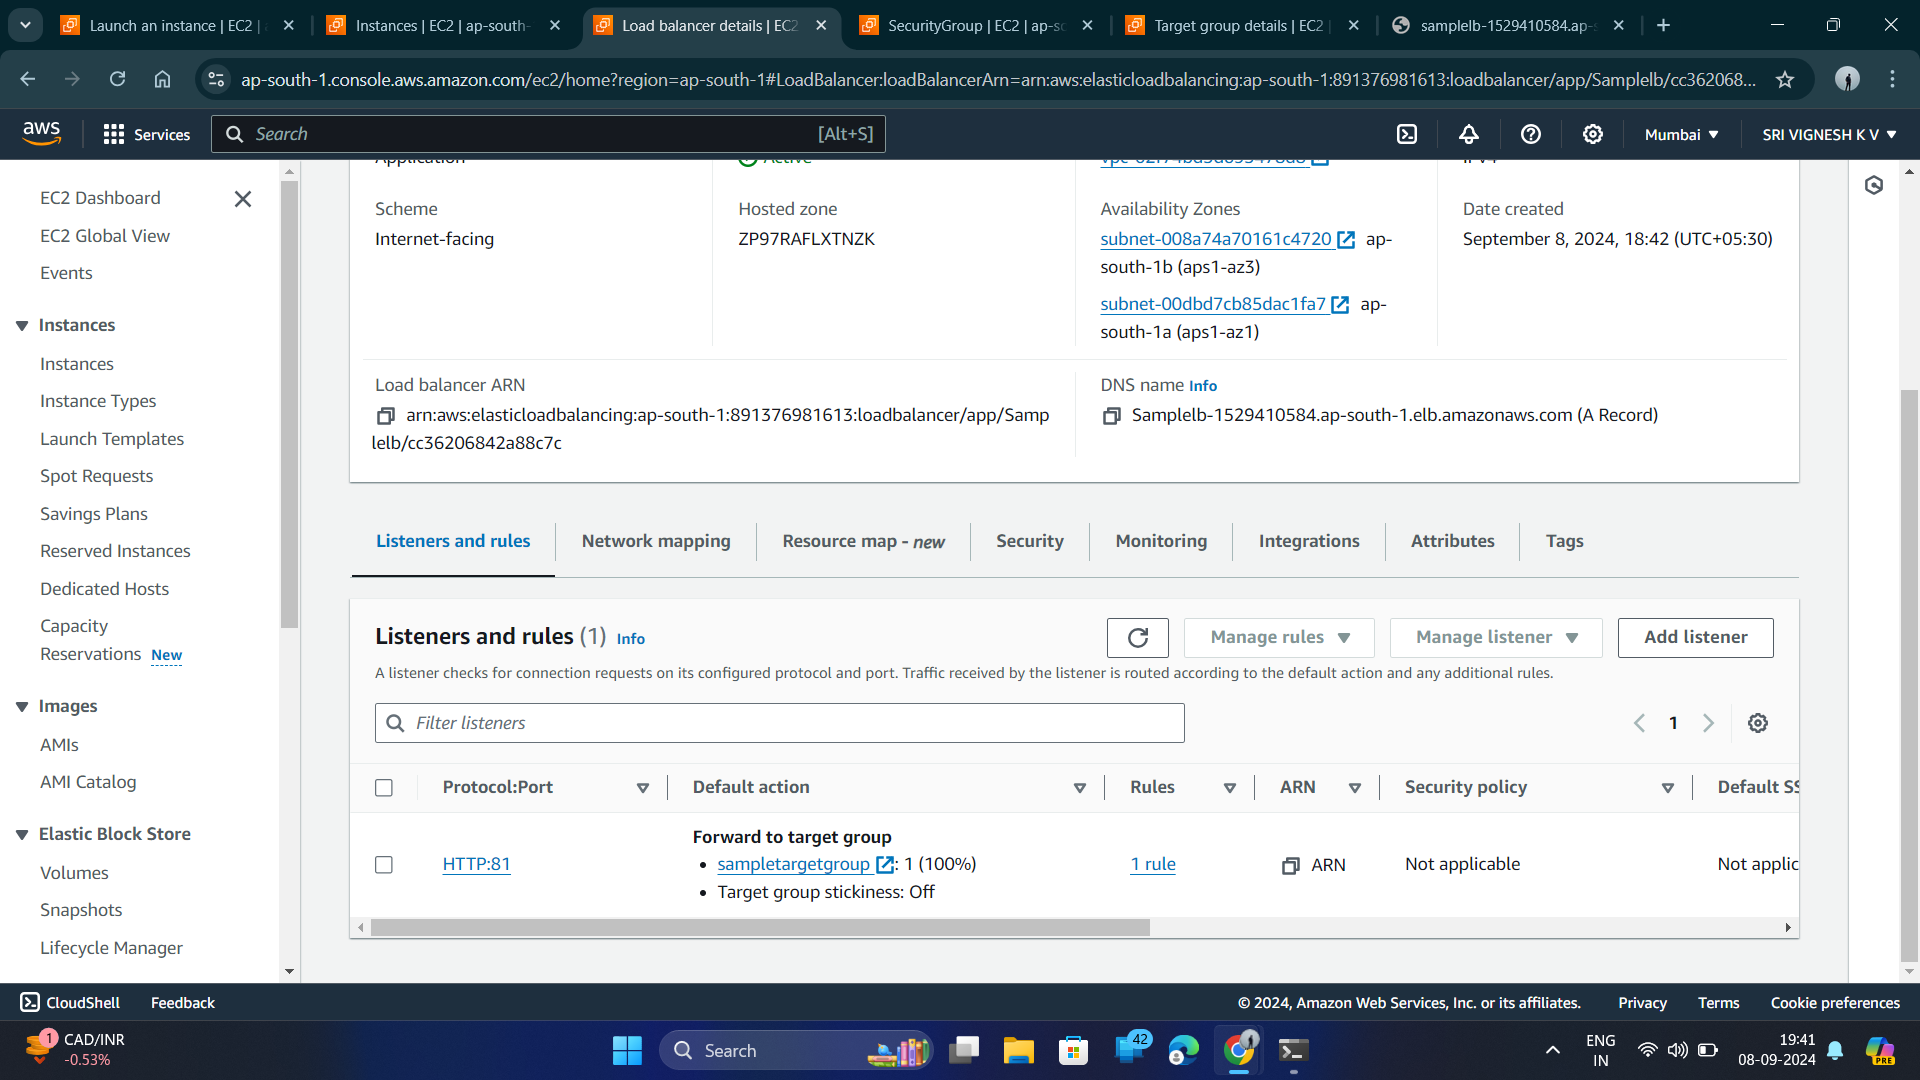 Launch an instance | EC2 | a
Instances | EC2 | ap-south-
Load balancer details | EC2
SecurityGroup | EC2 | ap-so
Target group details | EC2 |
samplelb-1529410584.ap-s
ap-south-1.console.aws.amazon.com/ec2/home?region=ap-south-1#LoadBalancer:loadBalancerArn=arn:aws:elasticloadbalancing:ap-south-1:891376981613:loadbalancer/app/Samplelb/cc362068...
aws
Services
Search
[Alt+S]
Mumbai
SRI VIGNESH K V
EC2 Dashboard
EC2 Global View
Events
Instances
Instances
Instance Types
Launch Templates
Spot Requests
Savings Plans
Reserved Instances
Dedicated Hosts
Capacity
Reservations New
Images
AMIs
AMI Catalog
Elastic Block Store
Volumes
Snapshots
Lifecycle Manager
Application
Active
IPv4
Scheme
Internet-facing
Hosted zone
ZP97RAFLXTNZK
Availability Zones
subnet-008a74a70161c4720 ap-
south-1b (aps1-az3)
subnet-00dbd7cb85dac1fa7 ap-
south-1a (aps1-az1)
Date created
September 8, 2024, 18:42 (UTC+05:30)
Load balancer ARN
arn:aws:elasticloadbalancing:ap-south-1:891376981613:loadbalancer/app/Samp
lelb/cc36206842a88c7c
DNS name Info
Samplelb-1529410584.ap-south-1.elb.amazonaws.com (A Record)
Listeners and rules
Network mapping
Resource map - new
Security
Monitoring
Integrations
Attributes
Tags
Listeners and rules (1) Info
Manage rules
Manage listener
Add listener
A listener checks for connection requests on its configured protocol and port. Traffic received by the listener is routed according to the default action and any additional rules.
Filter listeners
1
Protocol:Port
Default action
Rules
ARN
Security policy
Default SS
HTTP:81
Forward to target group
• sampletargetgroup : 1 (100%)
• Target group stickiness: Off
1 rule
ARN
Not applicable
Not applic
CloudShell
Feedback
© 2024, Amazon Web Services, Inc. or its affiliates.
Privacy
Terms
Cookie preferences
1
CAD/INR
-0.53%
Search
42
ENG
IN
19:41
08-09-2024
PRE